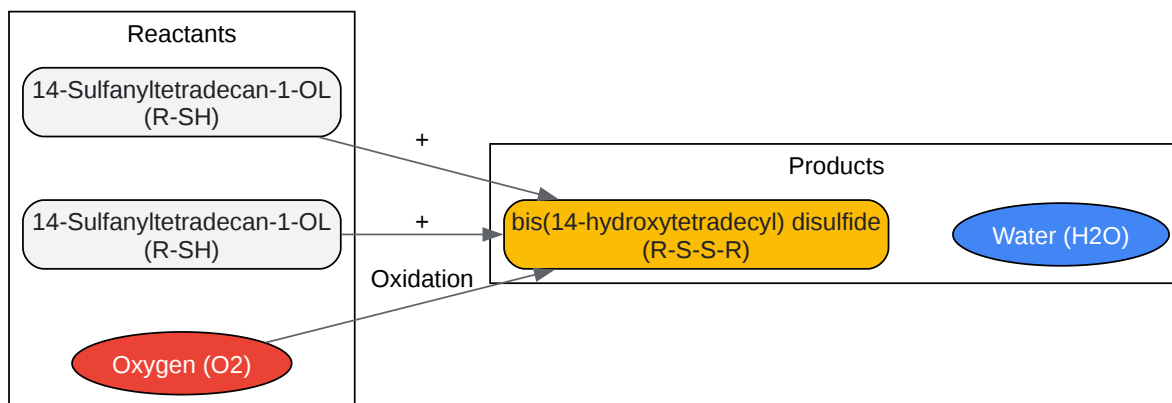 Reactants
14-Sulfanyltetradecan-1-OL
(R-SH)
+
14-Sulfanyltetradecan-1-OL
(R-SH)
+
Oxidation
Oxygen (O2)
Products
bis(14-hydroxytetradecyl) disulfide
(R-S-S-R)
Water (H2O)